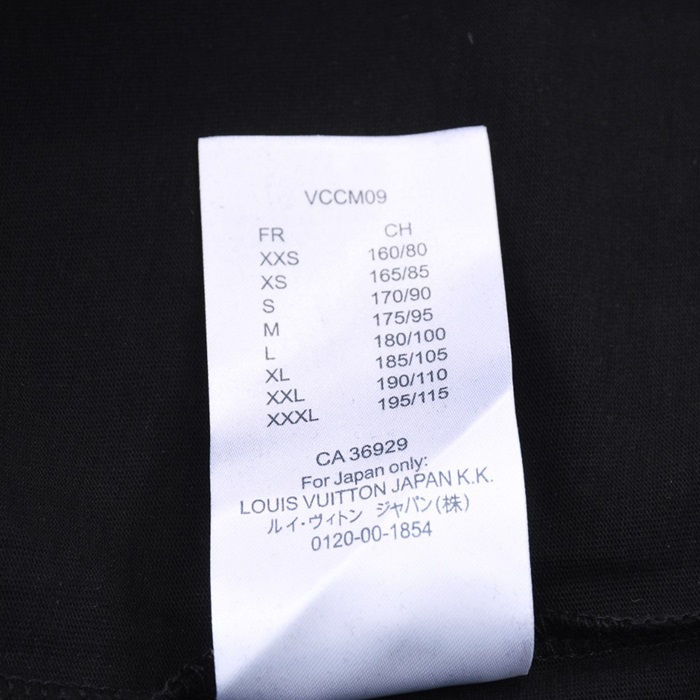 VCCM09
FR CH
XXS 160/80
XS 165/85
S 170/90
M 175/95
L 180/100
XL 185/105
XXL 190/110
XXXL 195/115
CA 36929
For Japan only:
LOUIS VUITTON JAPAN K.K.
ルイ・ヴィトン ジャパン(株)
0120-00-1854